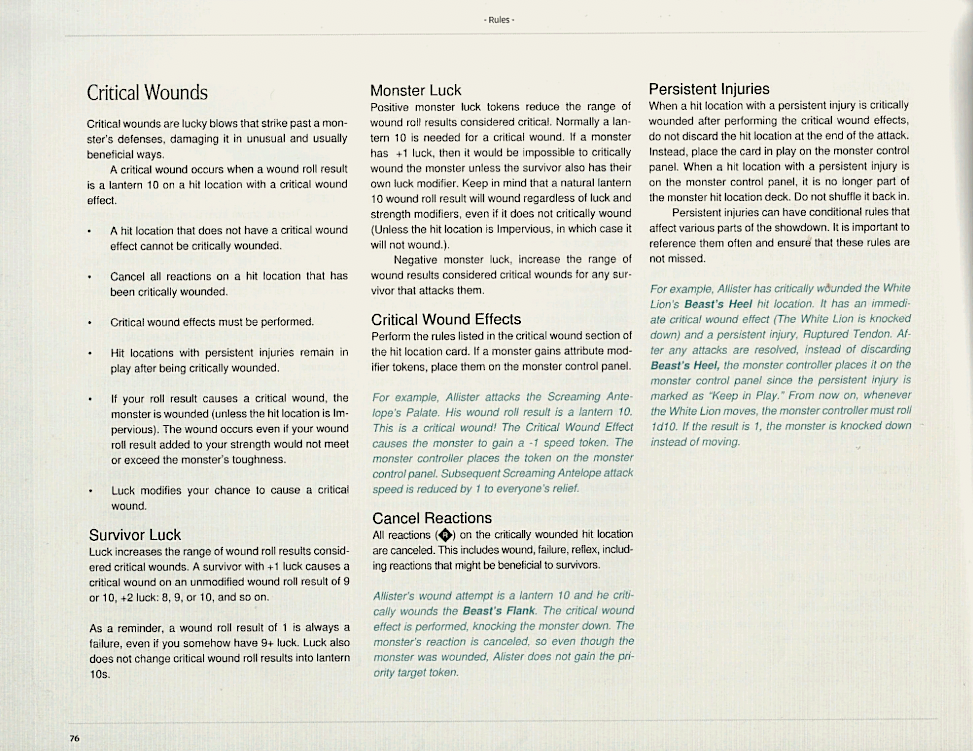 - Rules -
Critical Wounds
Critical wounds are lucky blows that strike past a mon-
ster's defenses, damaging it in unusual and usually
beneficial ways.
A critical wound occurs when a wound roll result
is a lantern 10 on a hit location with a critical wound
effect.
• A hit location that does not have a critical wound
effect cannot be critically wounded.
• Cancel all reactions on a hit location that has
been critically wounded.
• Critical wound effects must be performed.
• Hit locations with persistent injuries remain in
play after being critically wounded.
• If your roll result causes a critical wound, the
monster is wounded (unless the hit location is Im-
pervious). The wound occurs even if your wound
roll result added to your strength would not meet
or exceed the monster's toughness.
• Luck modifies your chance to cause a critical
wound.
Survivor Luck
Luck increases the range of wound roll results consid-
ered critical wounds. A survivor with +1 luck causes a
critical wound on an unmodified wound roll result of 9
or 10, +2 luck: 8, 9, or 10, and so on.
As a reminder, a wound roll result of 1 is always a
failure, even if you somehow have 9+ luck. Luck also
does not change critical wound roll results into lantern
10s.
Monster Luck
Positive monster luck tokens reduce the range of
wound roll results considered critical. Normally a lan-
tern 10 is needed for a critical wound. If a monster
has +1 luck, then it would be impossible to critically
wound the monster unless the survivor also has their
own luck modifier. Keep in mind that a natural lantern
10 wound roll result will wound regardless of luck and
strength modifiers, even if it does not critically wound
(Unless the hit location is Impervious, in which case it
will not wound.).
Negative monster luck, increase the range of
wound results considered critical wounds for any sur-
vivor that attacks them.
Critical Wound Effects
Perform the rules listed in the critical wound section of
the hit location card. If a monster gains attribute mod-
ifier tokens, place them on the monster control panel.
For example, Allister attacks the Screaming Ante-
lope's Palate. His wound roll result is a lantern 10.
This is a critical wound! The Critical Wound Effect
causes the monster to gain a -1 speed token. The
monster controller places the token on the monster
control panel. Subsequent Screaming Antelope attack
speed is reduced by 1 to everyone's relief.
Cancel Reactions
All reactions (R) on the critically wounded hit location
are canceled. This includes wound, failure, reflex, includ-
ing reactions that might be beneficial to survivors.
Allister's wound attempt is a lantern 10 and he criti-
cally wounds the Beast's Flank. The critical wound
effect is performed, knocking the monster down. The
monster's reaction is canceled, so even though the
monster was wounded, Alister does not gain the pri-
ority target token.
Persistent Injuries
When a hit location with a persistent injury is critically
wounded after performing the critical wound effects,
do not discard the hit location at the end of the attack.
Instead, place the card in play on the monster control
panel. When a hit location with a persistent injury is
on the monster control panel, it is no longer part of
the monster hit location deck. Do not shuffle it back in.
Persistent injuries can have conditional rules that
affect various parts of the showdown. It is important to
reference them often and ensure that these rules are
not missed.
For example, Allister has critically wounded the White
Lion's Beast's Heel hit location. It has an immedi-
ate critical wound effect (The White Lion is knocked
down) and a persistent injury, Ruptured Tendon. Af-
ter any attacks are resolved, instead of discarding
Beast's Heel, the monster controller places it on the
monster control panel since the persistent injury is
marked as "Keep in Play." From now on, whenever
the White Lion moves, the monster controller must roll
1d10. If the result is 1, the monster is knocked down
instead of moving.
76